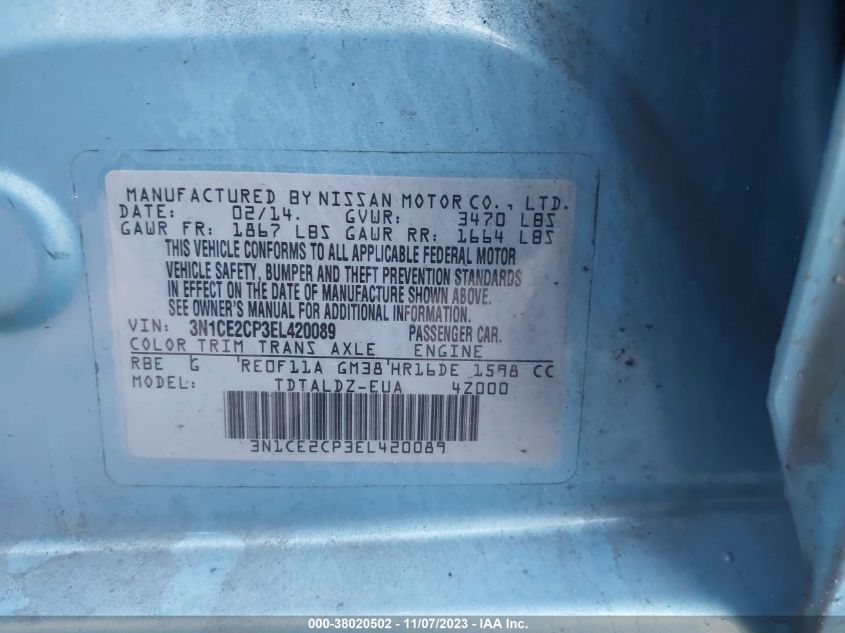 MANUFACTURED BY NISSAN MOTOR CO., LTD.
DATE: 02/14. GVWR: 3470 LBS
GAWR FR: 1867 LBS GAWR RR: 1664 LBS
THIS VEHICLE CONFORMS TO ALL APPLICABLE FEDERAL MOTOR
VEHICLE SAFETY, BUMPER AND THEFT PREVENTION STANDARDS
IN EFFECT ON THE DATE OF MANUFACTURE SHOWN ABOVE.
SEE OWNER'S MANUAL FOR ADDITIONAL INFORMATION.
VIN: 3N1CE2CP3EL420089 PASSENGER CAR.
COLOR TRIM TRANS AXLE ENGINE
RBE G RE0F11A GM38 HR16DE 1598 CC
MODEL: TDTALDZ-EUA 4Z000
3N1CE2CP3EL420089
000-38020502 - 11/07/2023 - IAA Inc.